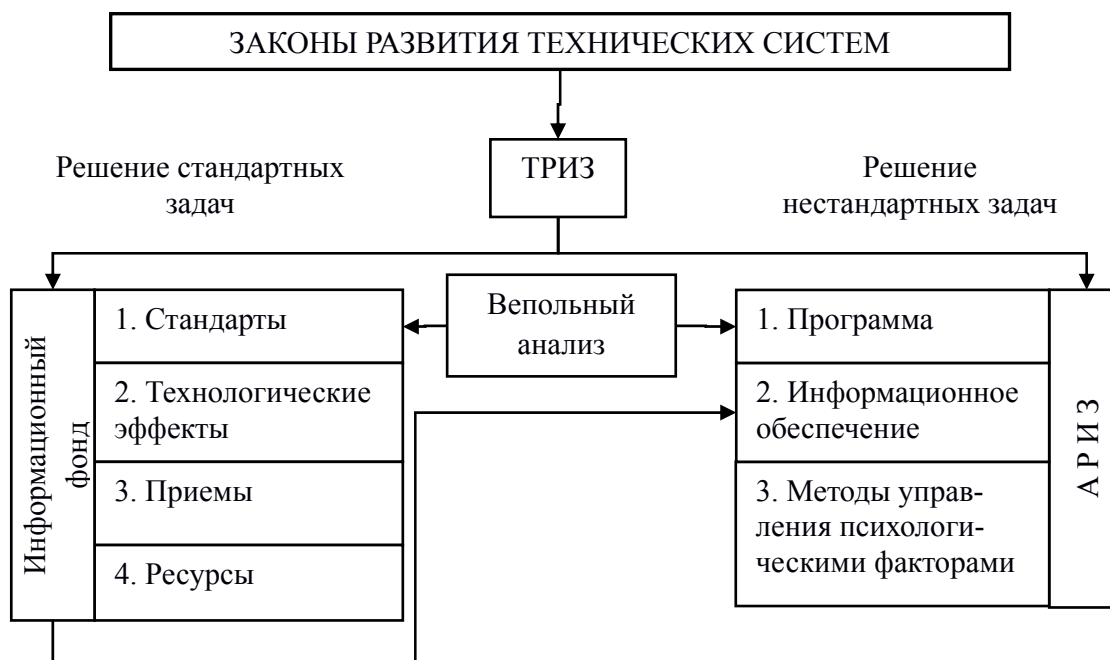 ЗАКОНЫ РАЗВИТИЯ ТЕХНИЧЕСКИХ СИСТЕМ
ТРИЗ
Решение стандартных
задач
Решение
нестандартных задач
Информационный
фонд
1. Стандарты
2. Технологические
эффекты
3. Приемы
4. Ресурсы
Вепольный
анализ
1. Программа
2. Информационное
обеспечение
3. Методы управ-
ления психологи-
ческими факторами
А Р И З